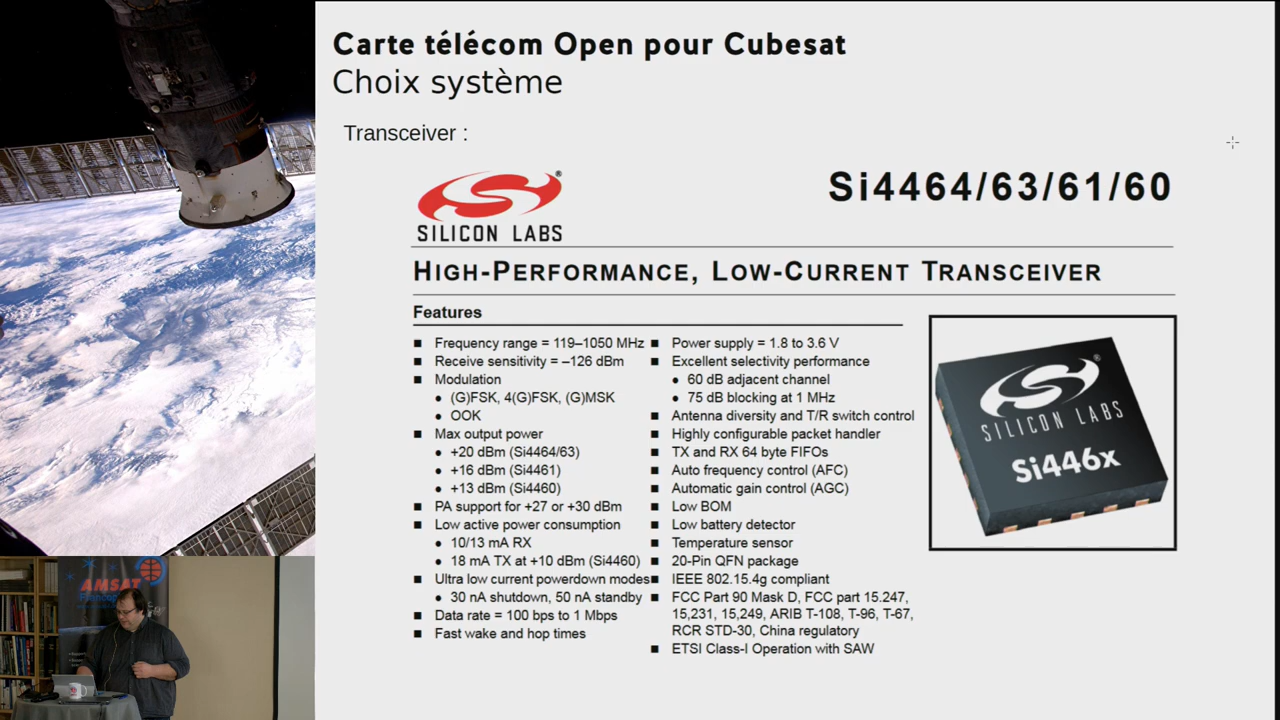 Carte télécom Open pour Cubesat
Choix système
Transceiver :
®
SILICON LABS
Si4464/63/61/60
HIGH-PERFORMANCE, LOW-CURRENT TRANSCEIVER
Features
■ Frequency range = 119–1050 MHz
■ Receive sensitivity = –126 dBm
■ Modulation
● (G)FSK, 4(G)FSK, (G)MSK
● OOK
■ Max output power
● +20 dBm (Si4464/63)
● +16 dBm (Si4461)
● +13 dBm (Si4460)
■ PA support for +27 or +30 dBm
■ Low active power consumption
● 10/13 mA RX
● 18 mA TX at +10 dBm (Si4460)
■ Ultra low current powerdown modes
● 30 nA shutdown, 50 nA standby
■ Data rate = 100 bps to 1 Mbps
■ Fast wake and hop times
■ Power supply = 1.8 to 3.6 V
■ Excellent selectivity performance
● 60 dB adjacent channel
● 75 dB blocking at 1 MHz
■ Antenna diversity and T/R switch control
■ Highly configurable packet handler
■ TX and RX 64 byte FIFOs
■ Auto frequency control (AFC)
■ Automatic gain control (AGC)
■ Low BOM
■ Low battery detector
■ Temperature sensor
■ 20-Pin QFN package
■ IEEE 802.15.4g compliant
■ FCC Part 90 Mask D, FCC part 15.247,
15,231, 15,249, ARIB T-108, T-96, T-67,
RCR STD-30, China regulatory
■ ETSI Class-I Operation with SAW
®
SILICON LABS
Si446x
AMSAT